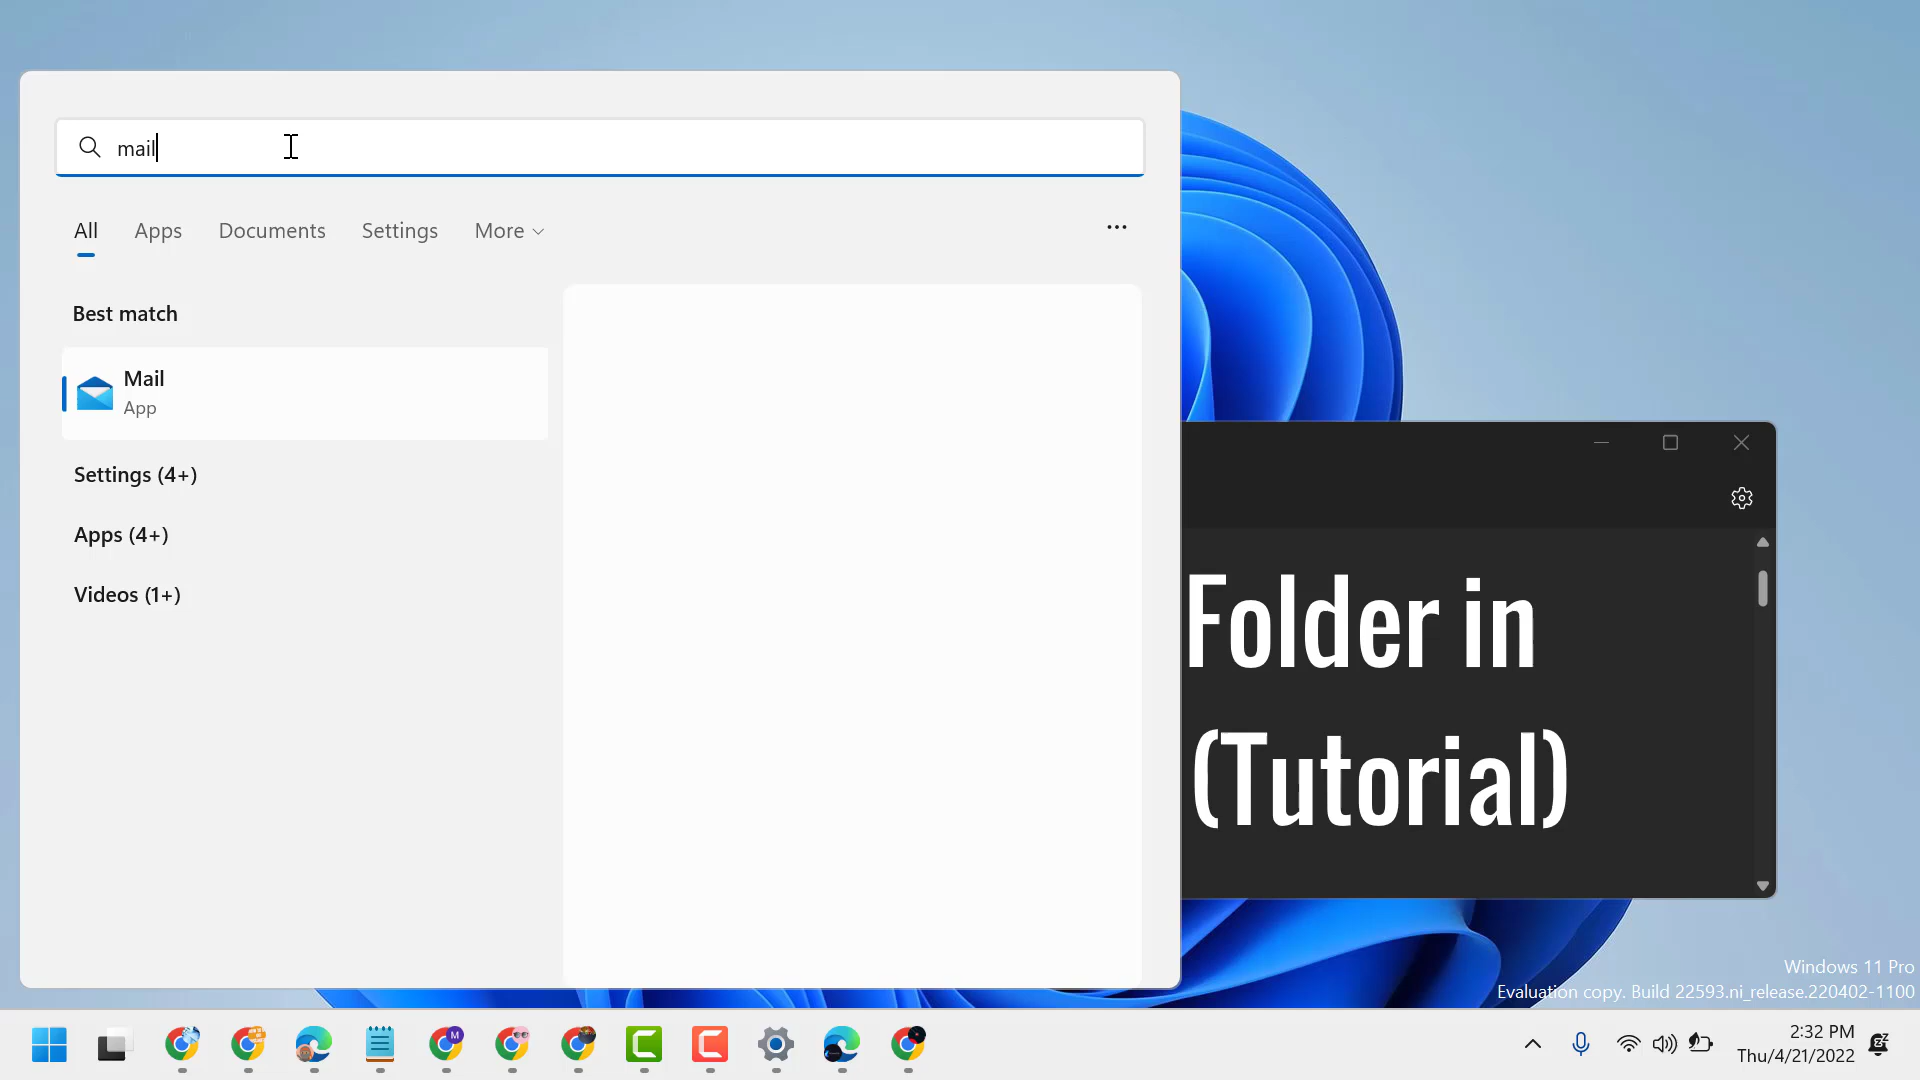 mail
All Apps Documents Settings More
Best match
Mail
App
Settings (4+)
Apps (4+)
Videos (1+)
Folder in
(Tutorial)
Windows 11 Pro
Evaluation copy. Build 22593.ni_release.220402-1100
M
2:32 PM
Thu/4/21/2022